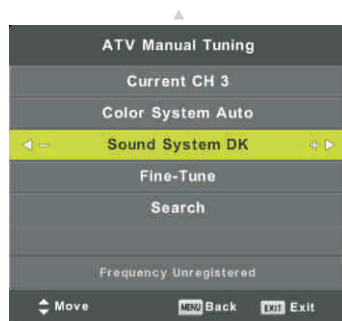 ATV Manual Tuning
Current CH 3
Color System Auto
Sound System DK
Fine-Tune
Search
Frequency Unregistered
Move MENU Back EXIT Exit